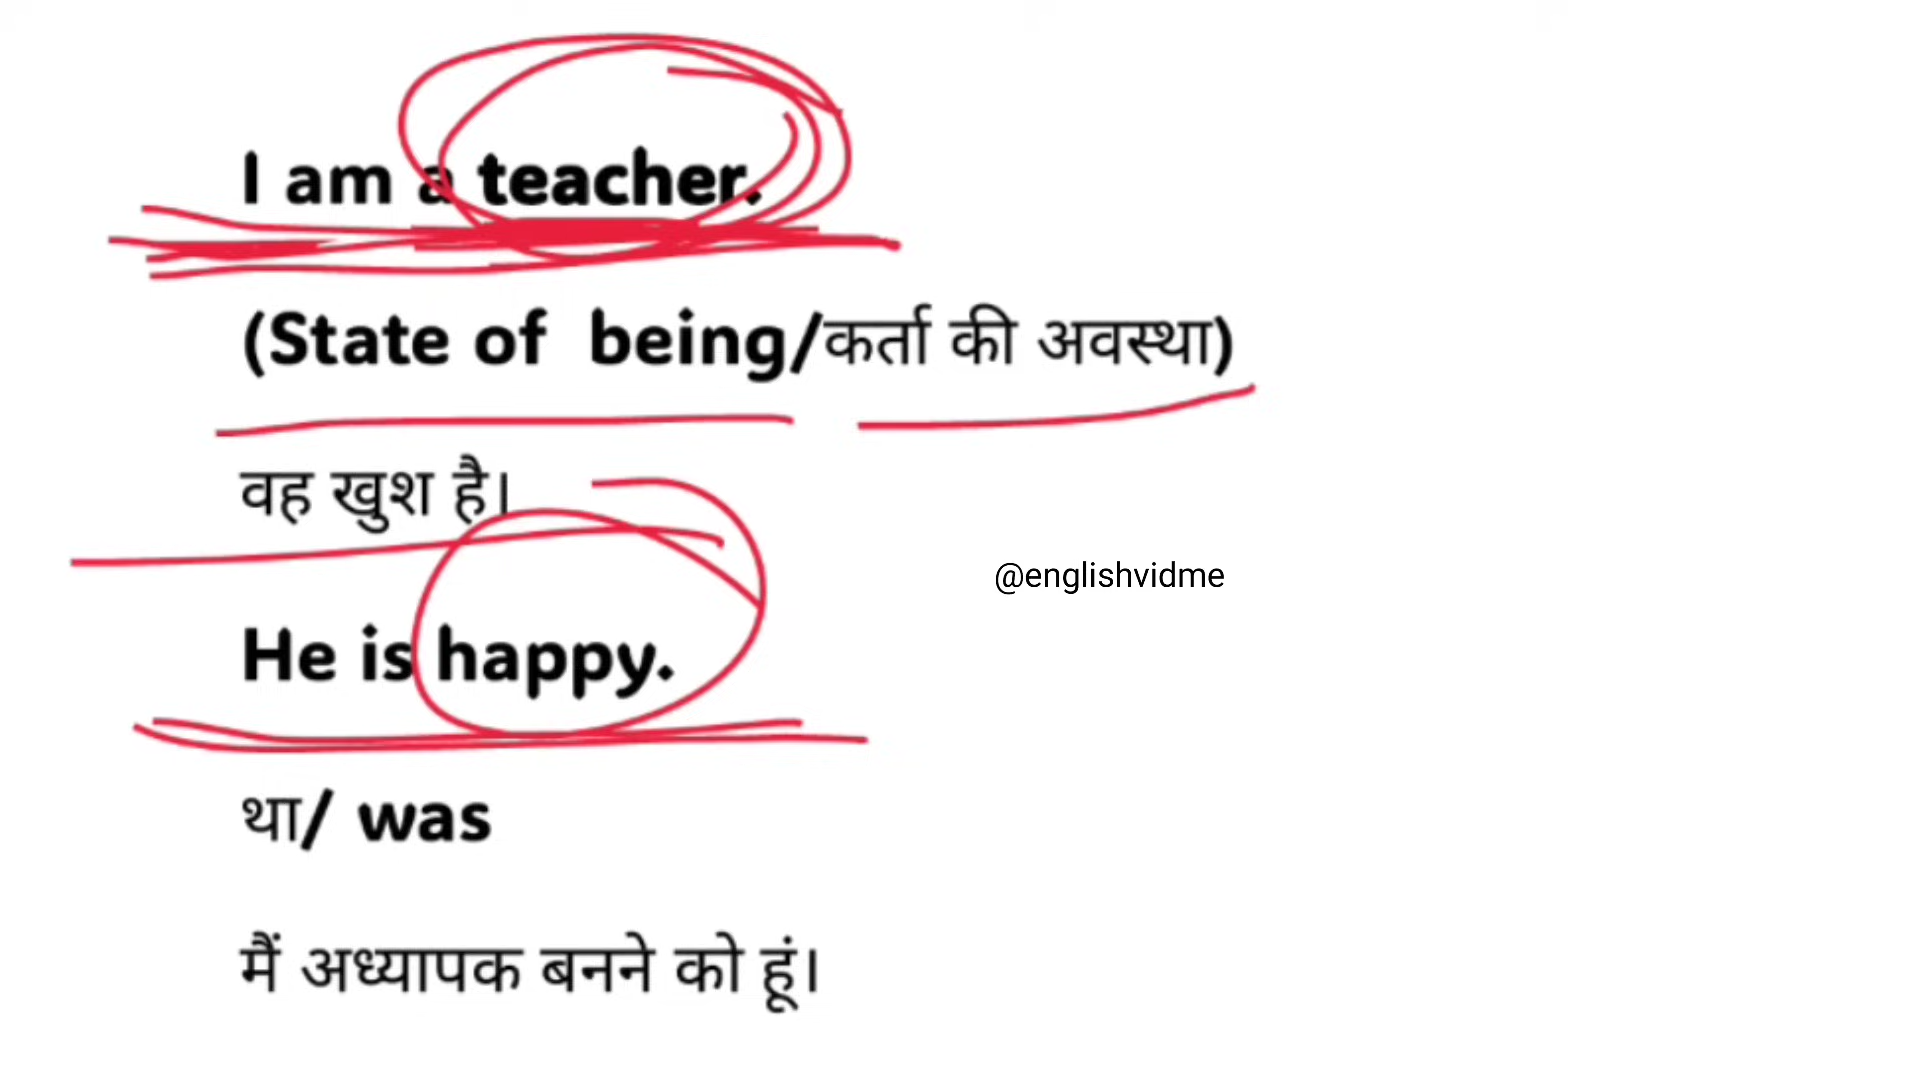 I am a teacher.
(State of being/कर्ता की अवस्था)
वह खुश है।
@englishvidme
He is happy.
था/ was
मैं अध्यापक बनने को हूं।